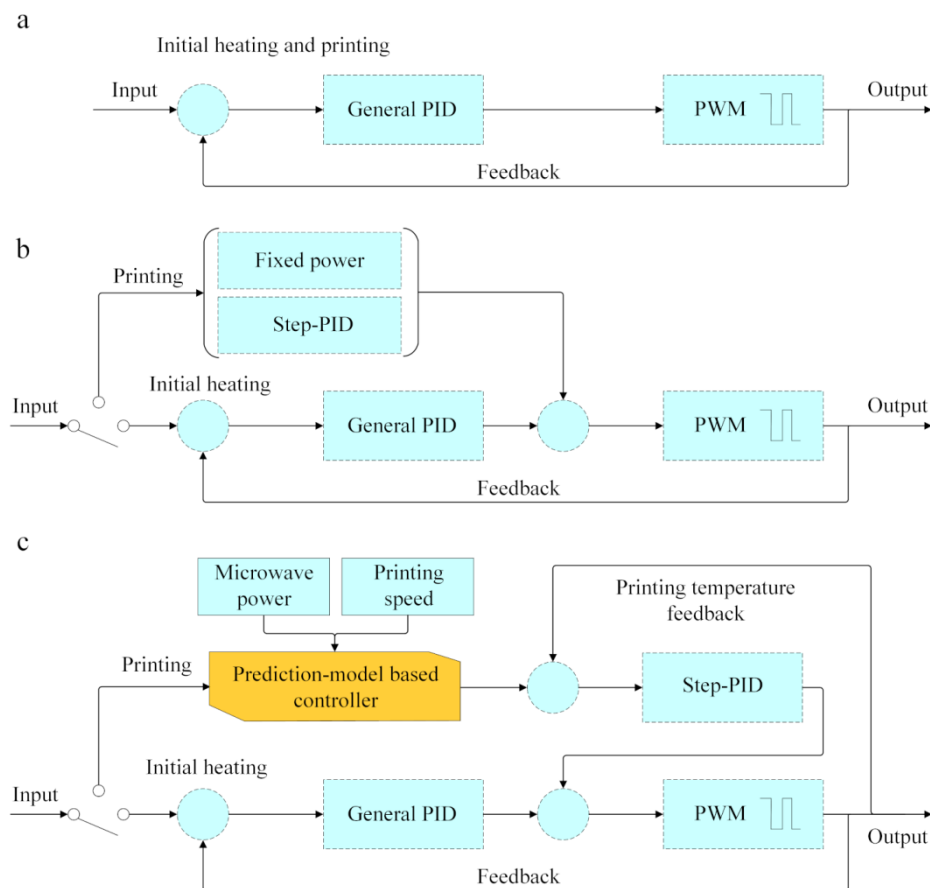 a
Initial heating and printing
Input
General PID
PWM
Output
Feedback
b
Fixed power
Printing
Step-PID
Initial heating
Input
General PID
PWM
Output
Feedback
c
Microwave
power
Printing
speed
Printing temperature
feedback
Printing
Prediction-model based
controller
Step-PID
Initial heating
Input
General PID
PWM
Output
Feedback